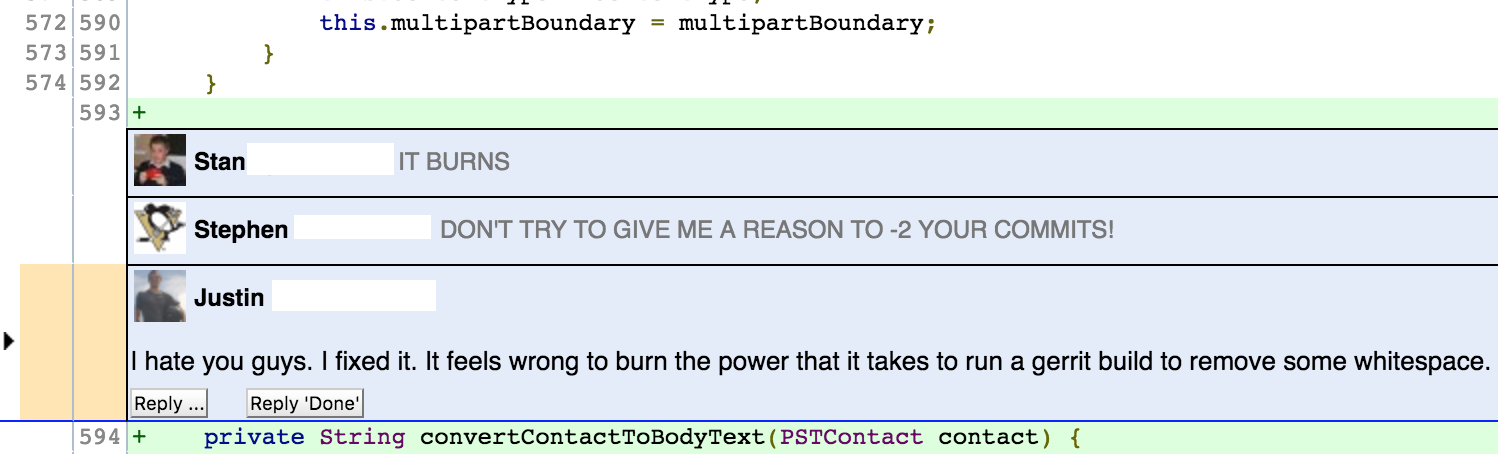 572 590 this.multipartBoundary = multipartBoundary;
573 591 }
574 592 }
593 +
Stan IT BURNS
Stephen DON'T TRY TO GIVE ME A REASON TO -2 YOUR COMMITS!
Justin
I hate you guys. I fixed it. It feels wrong to burn the power that it takes to run a gerrit build to remove some whitespace.
Reply ... Reply 'Done'
594 + private String convertContactToBodyText(PSTContact contact) {